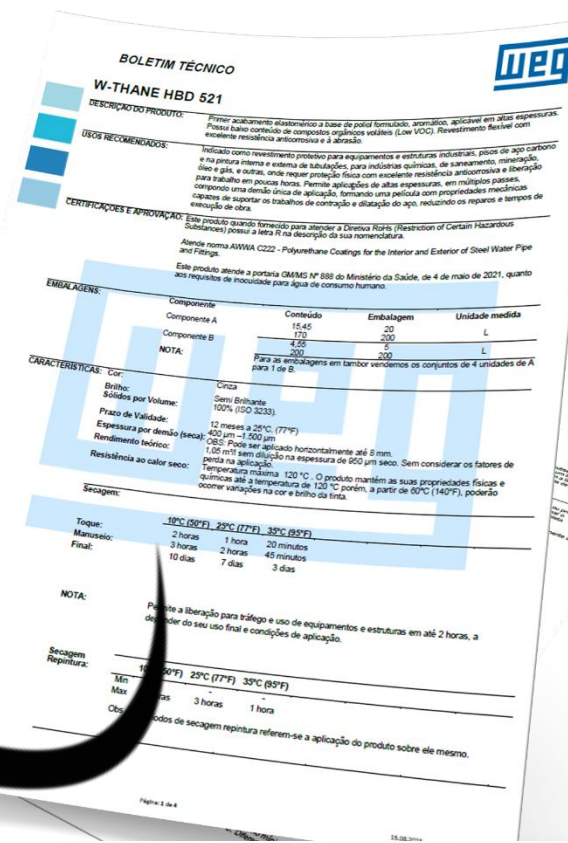 BOLETIM TÉCNICO
weg
W-THANE HBD 521
DESCRIÇÃO DO PRODUTO: Primer acabamento elastomérico a base de poliol formulado, aromático, aplicável em altas espessuras.
Possui baixo conteúdo de compostos orgânicos voláteis (Low VOC). Revestimento flexível com
excelente resistência anticorrosiva e à abrasão.
USOS RECOMENDADOS: Indicado como revestimento protetivo para equipamentos e estruturas industriais, pisos de aço carbono
e na pintura interna e externa de tubulações, para indústrias químicas, de saneamento, mineração,
óleo e gás, e outras, onde requer proteção física com excelente resistência anticorrosiva e liberação
para trabalho em poucas horas. Permite aplicações de altas espessuras, em múltiplos passes,
compondo uma demão única de aplicação, formando uma película com propriedades mecânicas
capazes de suportar os trabalhos de contração e dilatação do aço, reduzindo os reparos e tempos de
execução de obra.
CERTIFICAÇÕES E APROVAÇÃO: Este produto quando fornecido para atender a Diretiva RoHs (Restriction of Certain Hazardous
Substances) possui a letra R na descrição da sua nomenclatura.
Atende norma AWWA C222 - Polyurethane Coatings for the Interior and Exterior of Steel Water Pipe
and Fittings.
Este produto atende a portaria GM/MS Nº 888 do Ministério da Saúde, de 4 de maio de 2021, quanto
aos requisitos de inocuidade para água de consumo humano.
EMBALAGENS:
Componente Conteúdo Embalagem Unidade medida
Componente A 15,45 20 L
170 200
Componente B 4,55 5 L
200 200
NOTA: Para as embalagens em tambor vendemos os conjuntos de 4 unidades de A
para 1 de B.
CARACTERÍSTICAS: Cor: Cinza
Brilho: Semi Brilhante
Sólidos por Volume: 100% (ISO 3233).
Prazo de Validade: 12 meses a 25°C. (77°F)
Espessura por demão (seca): 400 μm –1.500 μm
OBS: Pode ser aplicado horizontalmente até 8 mm.
Rendimento teórico: 1,05 m²/l sem diluição na espessura de 950 μm seco. Sem considerar os fatores de
perda na aplicação.
Resistência ao calor seco: Temperatura máxima 120 °C . O produto mantém as suas propriedades físicas e
químicas até a temperatura de 120 °C porém, a partir de 60ºC (140°F), poderão
ocorrer variações na cor e brilho da tinta.
Secagem:
10ºC (50°F) 25ºC (77°F) 35ºC (95°F)
Toque: 2 horas 1 hora 20 minutos
Manuseio: 3 horas 2 horas 45 minutos
Final: 10 dias 7 dias 3 dias
NOTA: Permite a liberação para tráfego e uso de equipamentos e estruturas em até 2 horas, a
depender do seu uso final e condições de aplicação.
Secagem
Repintura: 25ºC (77°F) 35ºC (95°F)
Min - -
Max 3 horas 1 hora
Obs de secagem repintura referem-se a aplicação do produto sobre ele mesmo.
Página: 1 de 4